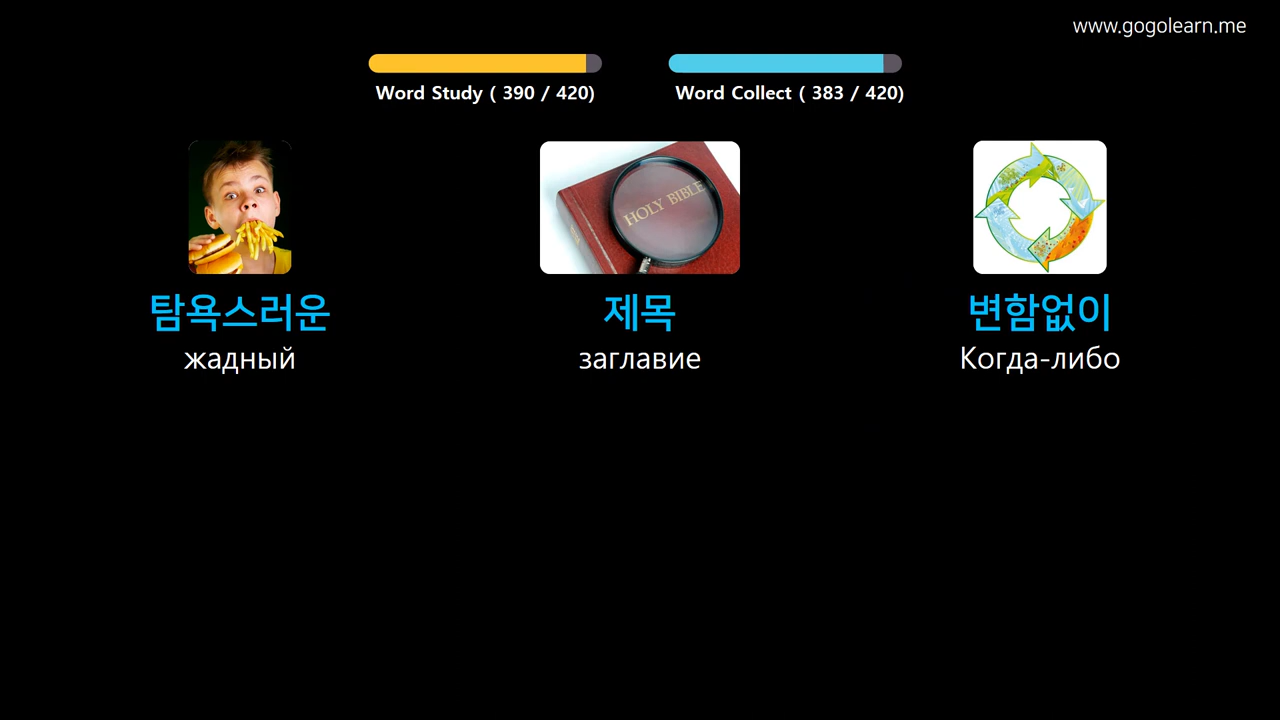 www.gogolearn.me
Word Study ( 390 / 420)
Word Collect ( 383 / 420)
HOLY BIBLE
탐욕스러운
제목
변함없이
жадный
заглавие
Когда-либо